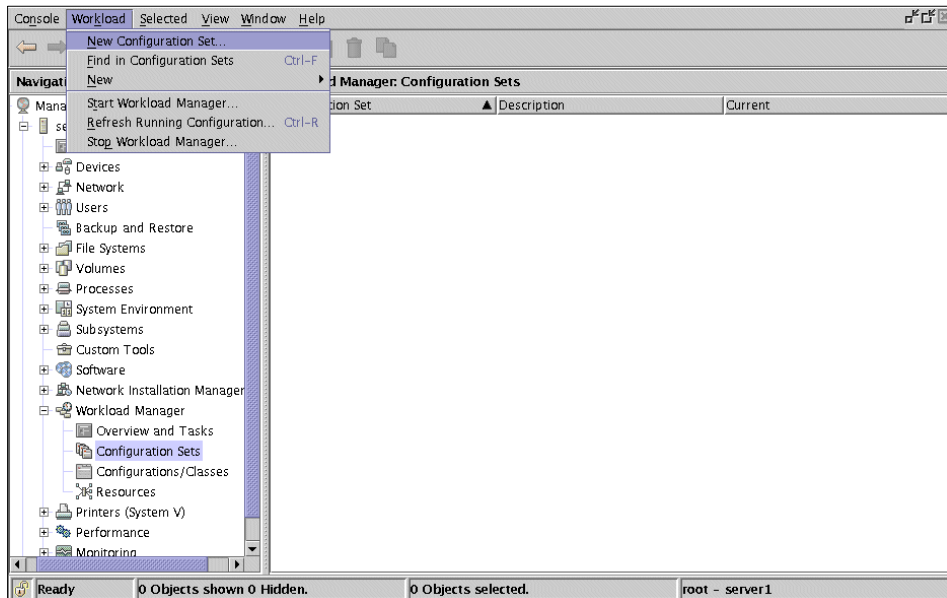 Console Workload Selected View Window Help
New Configuration Set...
Find in Configuration Sets Ctrl-F
New
Start Workload Manager...
Refresh Running Configuration... Ctrl-R
Stop Workload Manager...
Navigati
d Manager: Configuration Sets
tion Set Description Current
Mana
se
Devices
Network
Users
Backup and Restore
File Systems
Volumes
Processes
System Environment
Subsystems
Custom Tools
Software
Network Installation Manager
Workload Manager
Overview and Tasks
Configuration Sets
Configurations/Classes
Resources
Printers (System V)
Performance
Monitoring
Ready 0 Objects shown 0 Hidden. 0 Objects selected. root - server1